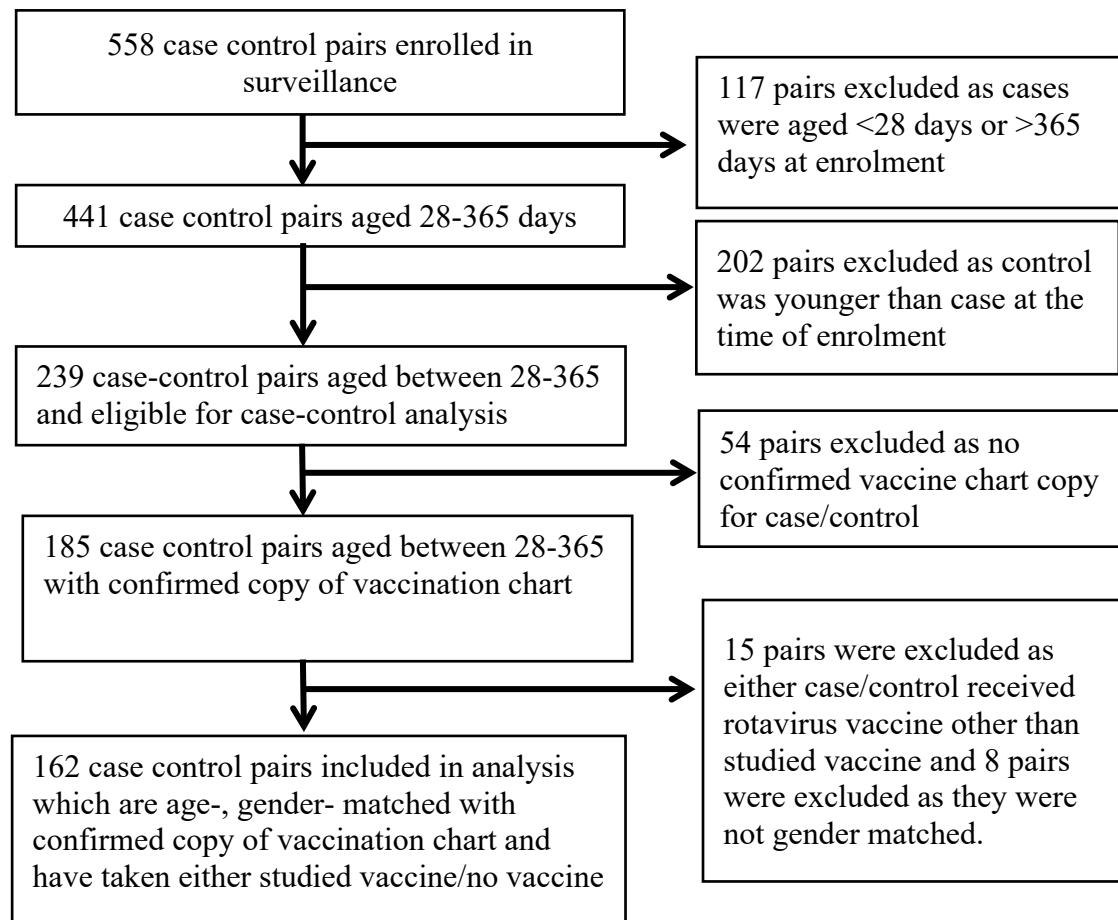 558 case control pairs enrolled in
surveillance
117 pairs excluded as cases
were aged <28 days or >365
days at enrolment
441 case control pairs aged 28-365 days
202 pairs excluded as control
was younger than case at the
time of enrolment
239 case-control pairs aged between 28-365
and eligible for case-control analysis
54 pairs excluded as no
confirmed vaccine chart copy
for case/control
185 case control pairs aged between 28-365
with confirmed copy of vaccination chart
15 pairs were excluded as
either case/control received
rotavirus vaccine other than
studied vaccine and 8 pairs
were excluded as they were
not gender matched.
162 case control pairs included in analysis
which are age-, gender- matched with
confirmed copy of vaccination chart and
have taken either studied vaccine/no vaccine